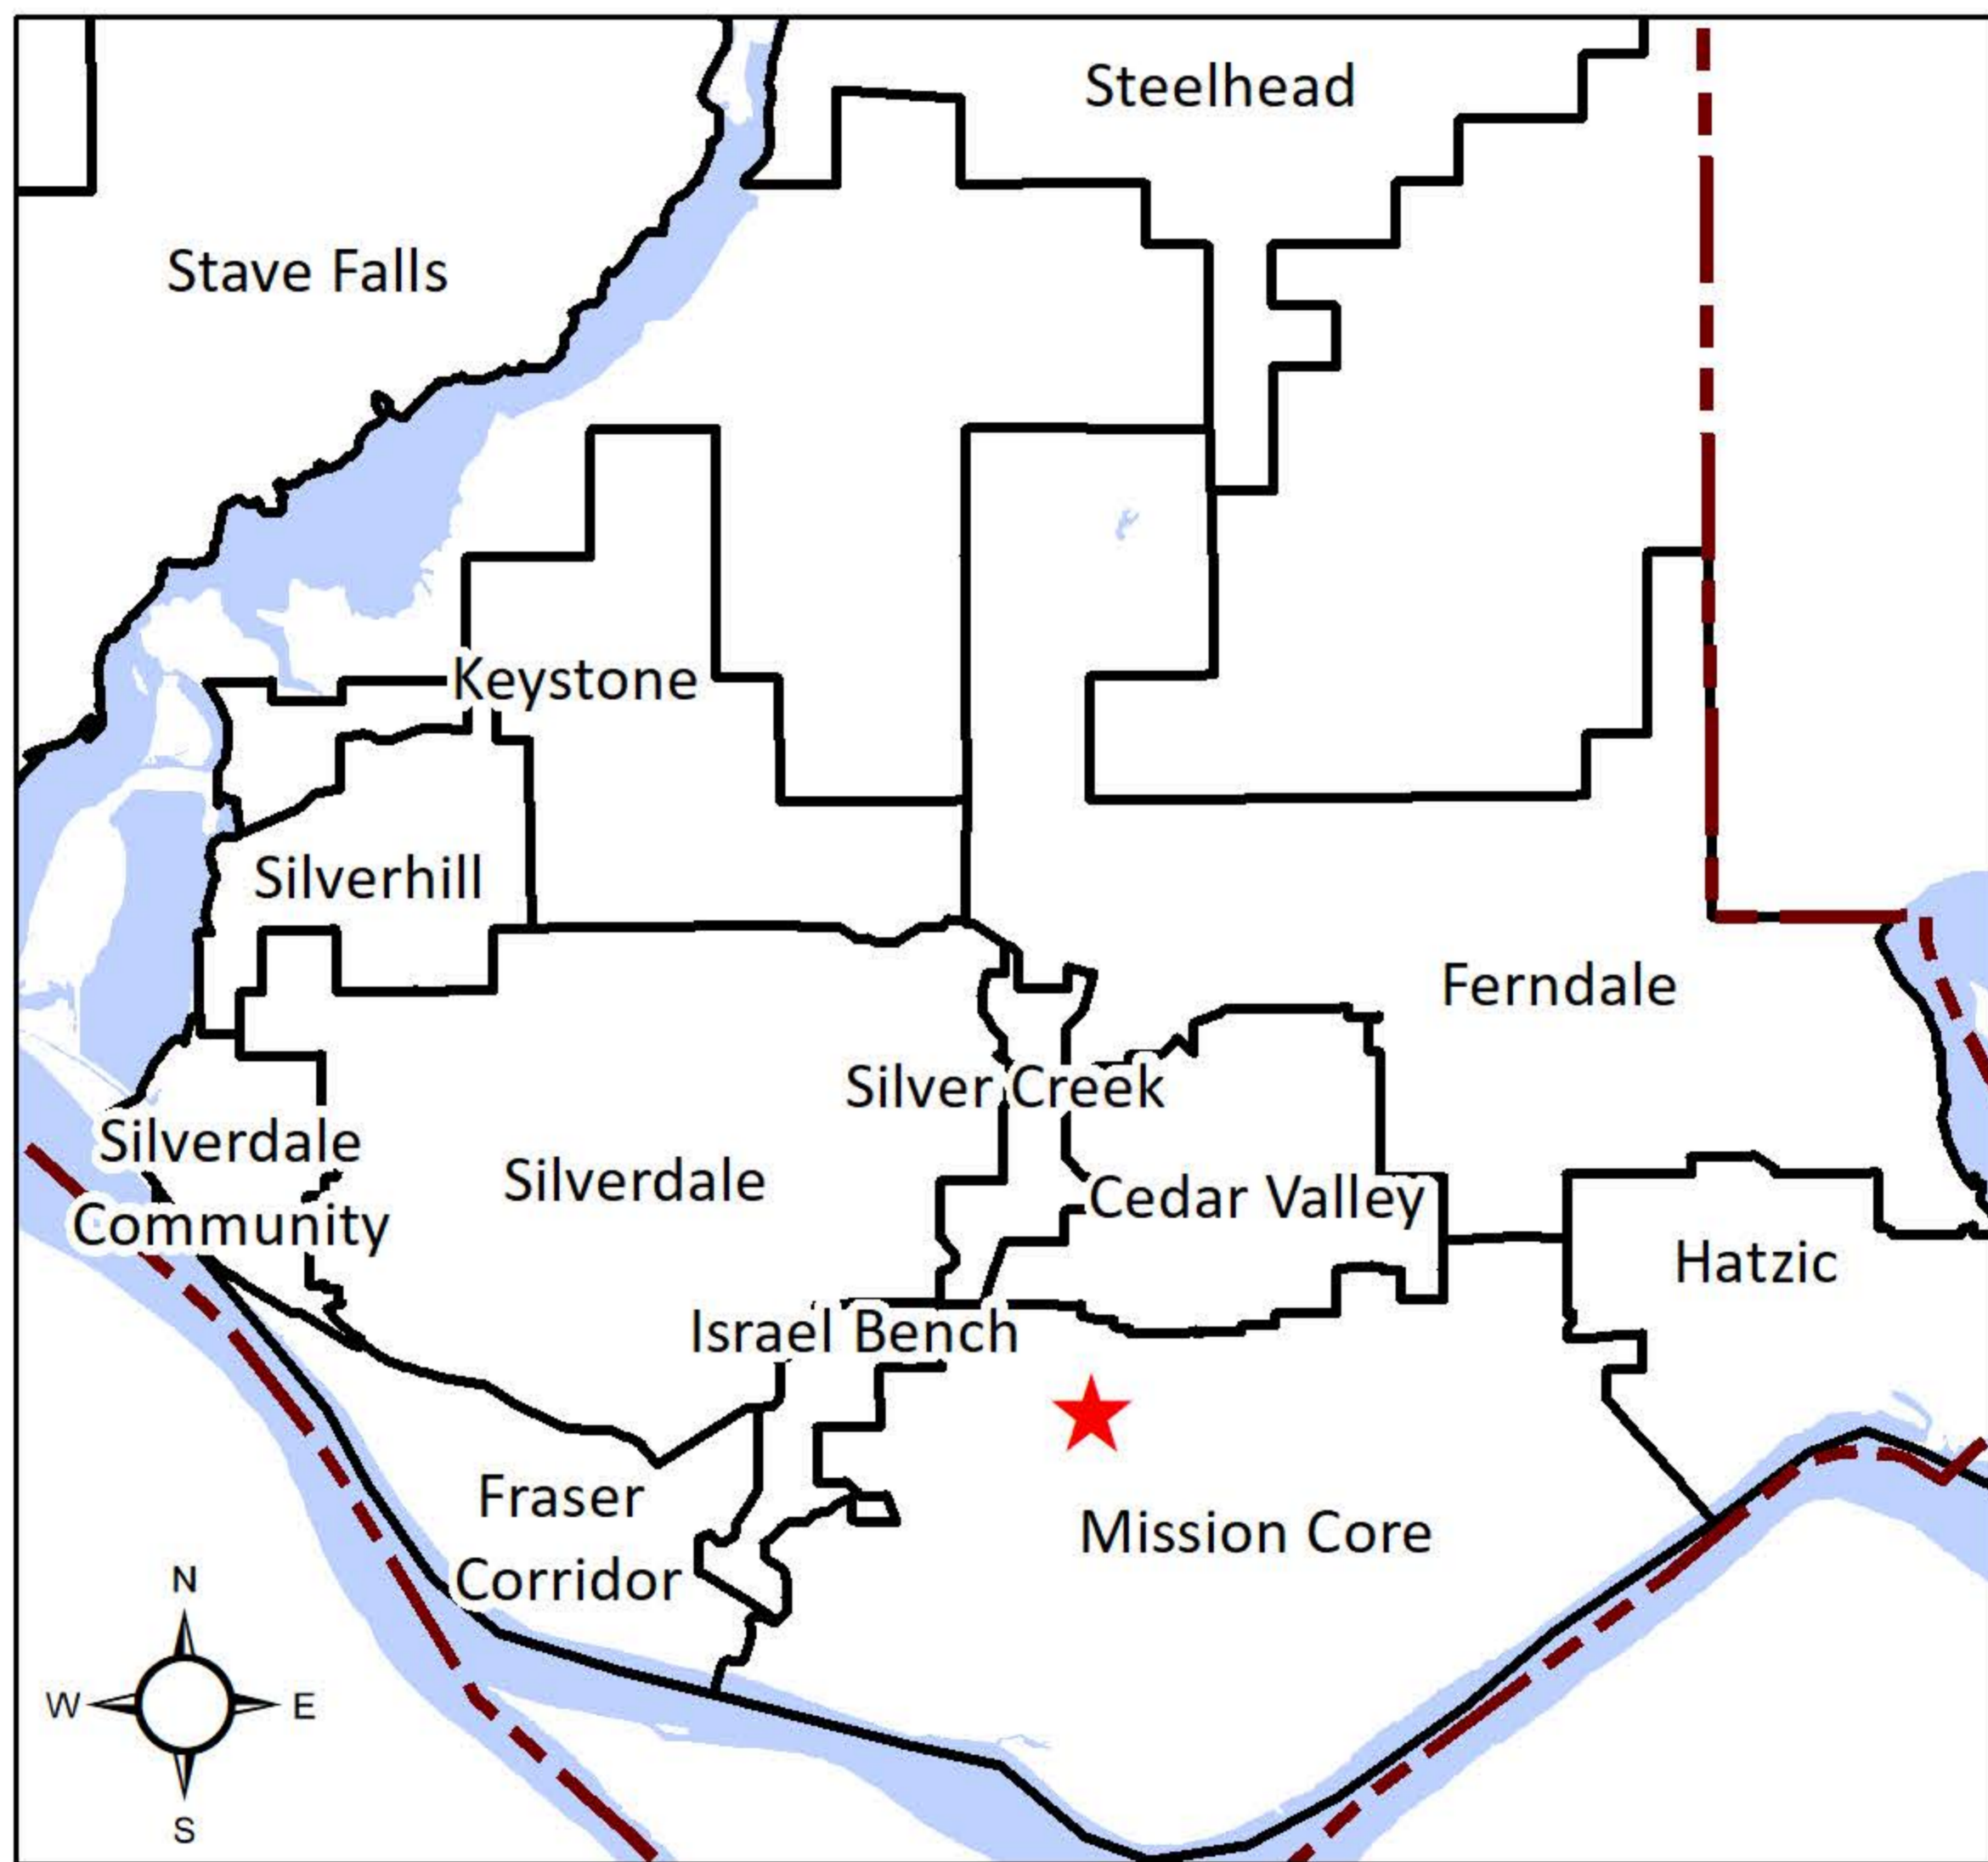 Steelhead
Stave Falls
Keystone
Silverhill
Ferndale
Silver Creek
Silverdale
Community
Silverdale
Cedar Valley
Hatzic
Israel Bench
Fraser
Corridor
Mission Core
N
W
E
S